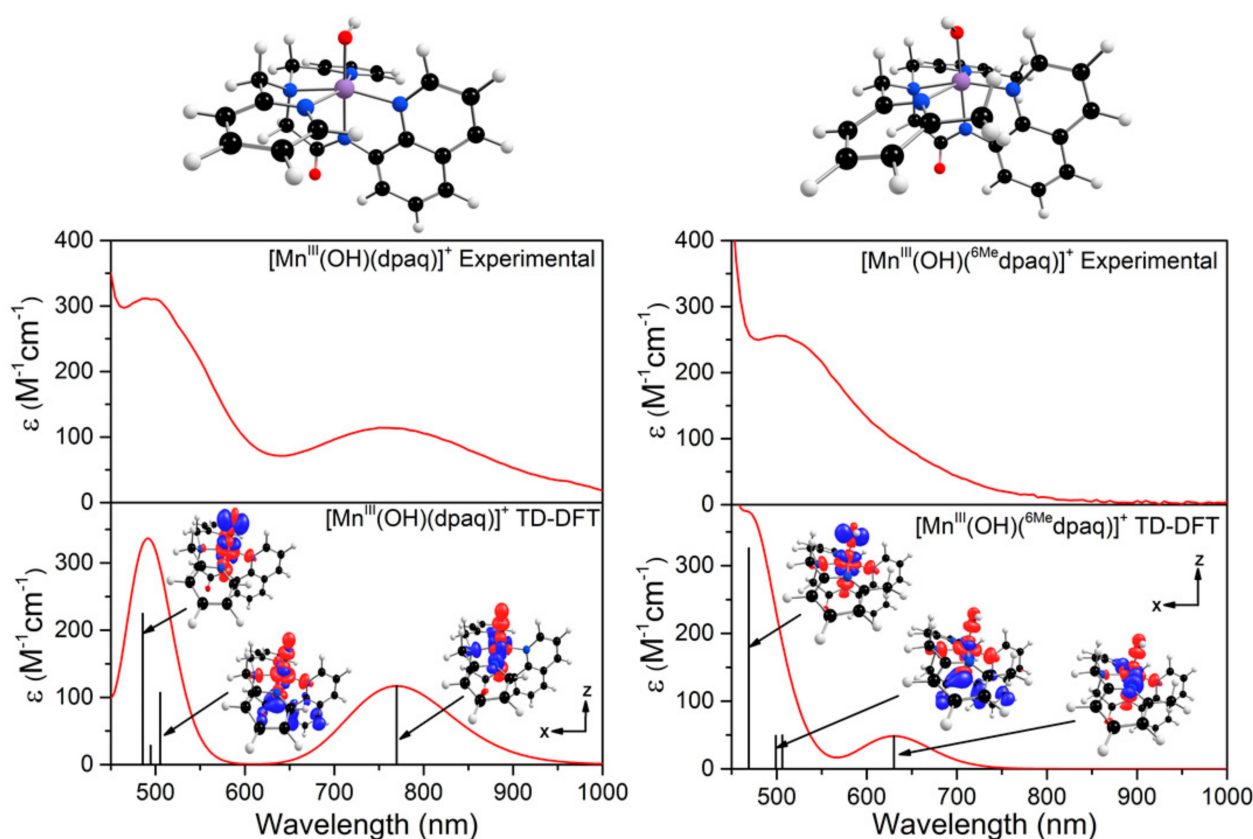 400
300
200
100
0
ε (M⁻¹cm⁻¹)
[Mnᴵᴵᴵ(OH)(dpaq)]⁺ Experimental
300
200
100
0
ε (M⁻¹cm⁻¹)
[Mnᴵᴵᴵ(OH)(dpaq)]⁺ TD-DFT
z
x
500 600 700 800 900 1000
Wavelength (nm)
400
300
200
100
0
ε (M⁻¹cm⁻¹)
[Mnᴵᴵᴵ(OH)(⁶ᴹᵉdpaq)]⁺ Experimental
300
200
100
0
ε (M⁻¹cm⁻¹)
[Mnᴵᴵᴵ(OH)(⁶ᴹᵉdpaq)]⁺ TD-DFT
z
x
500 600 700 800 900 1000
Wavelength (nm)